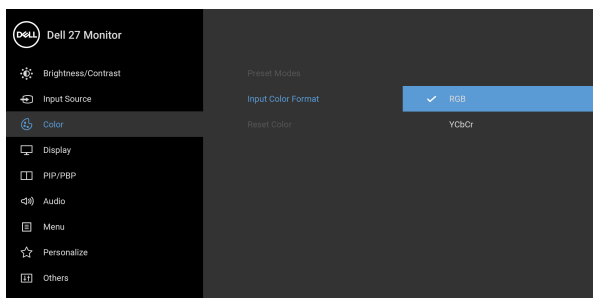 DELL
Dell 27 Monitor
Brightness/Contrast
Input Source
Color
Display
PIP/PBP
Audio
Menu
Personalize
Others
Preset Modes
Input Color Format
Reset Color
RGB
YCbCr